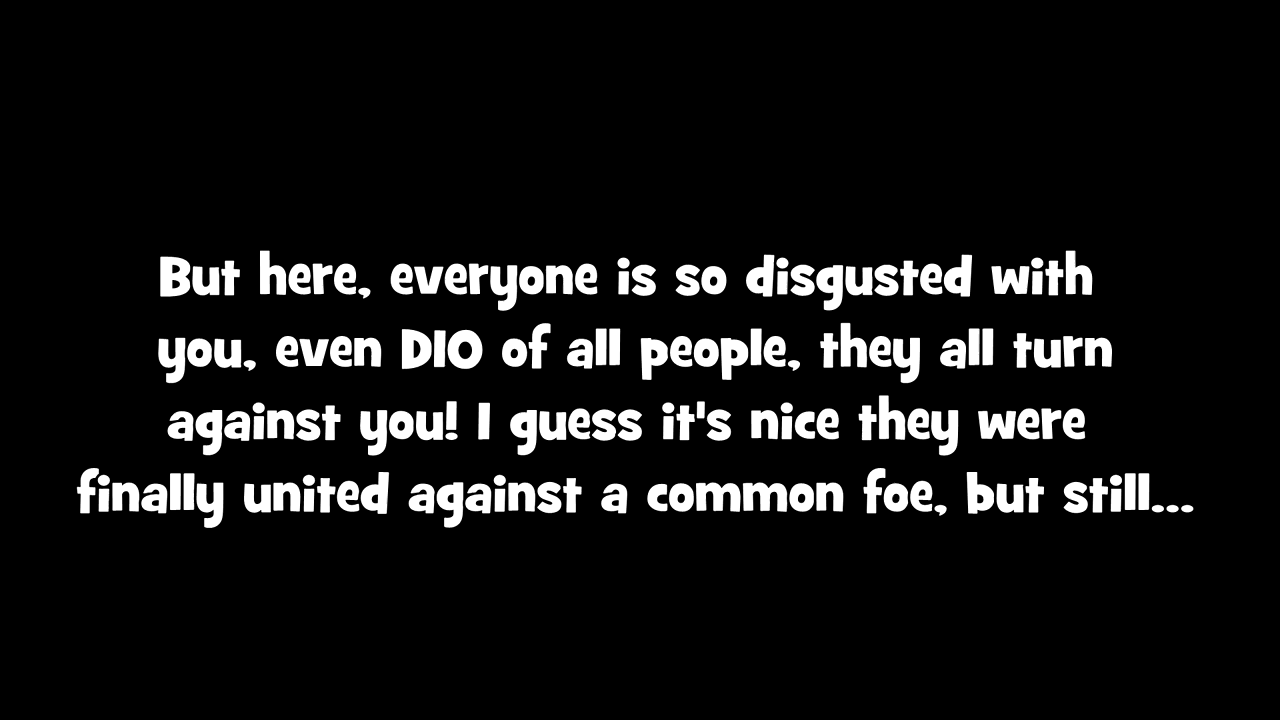 But here, everyone is so disgusted with
you, even DIO of all people, they all turn
against you! I guess it's nice they were
finally united against a common foe, but still...